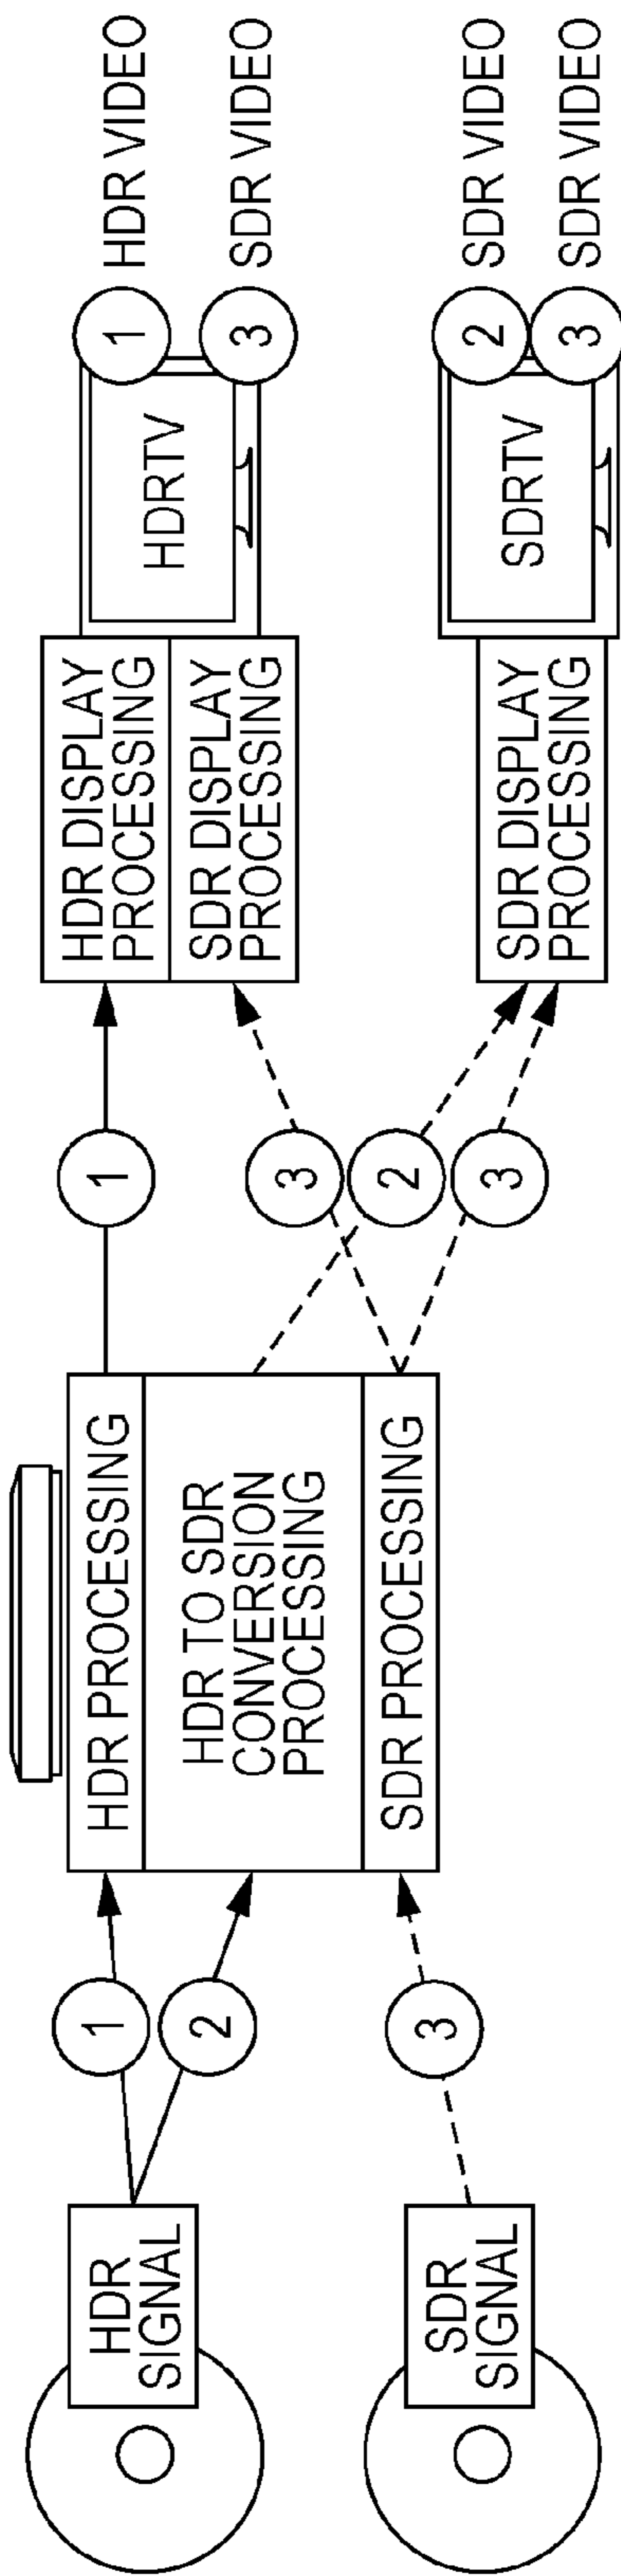 HDR
SIGNAL
SDR
SIGNAL
1
2
3
HDR PROCESSING
HDR TO SDR
CONVERSION
PROCESSING
SDR PROCESSING
1
3
2
3
HDR DISPLAY
PROCESSING
SDR DISPLAY
PROCESSING
SDR DISPLAY
PROCESSING
HDRTV
SDRTV
1
HDR VIDEO
3
SDR VIDEO
2
SDR VIDEO
3
SDR VIDEO